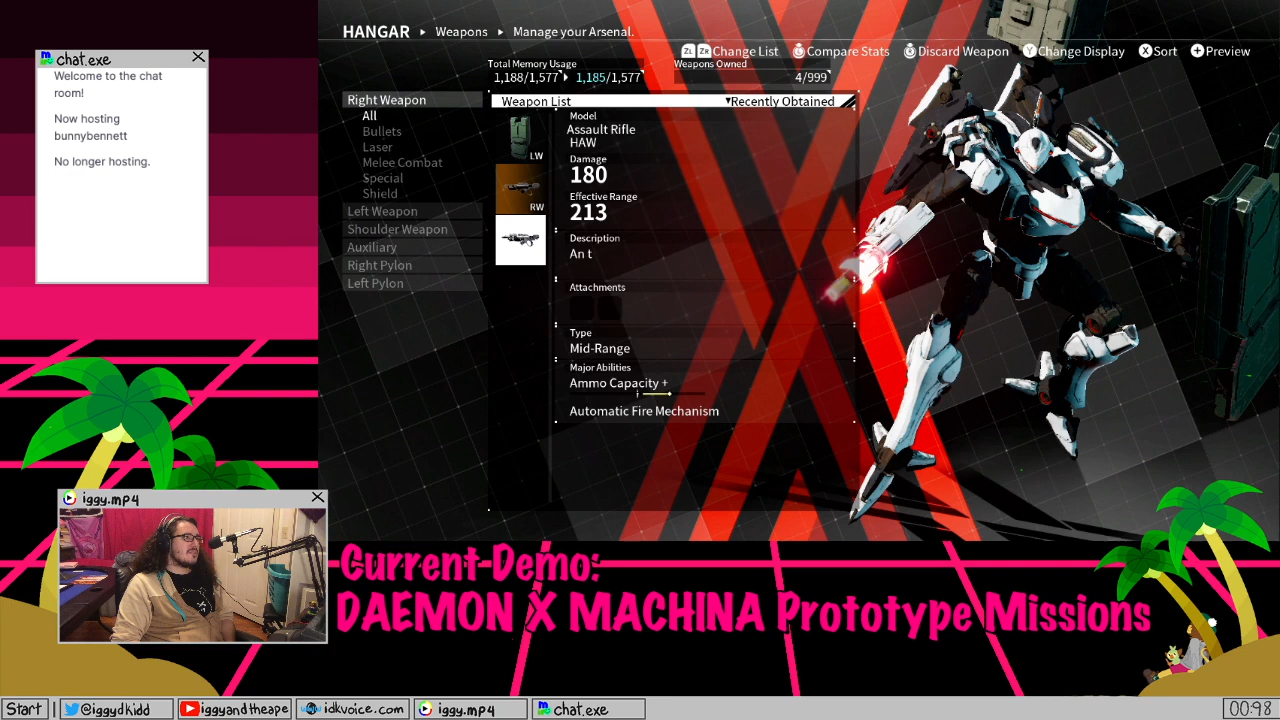 HANGAR ▸ Weapons ▸ Manage your Arsenal.
ZL ZR Change List Compare Stats Discard Weapon Y Change Display X Sort + Preview
Total Memory Usage
1,188/1,577 ▸ 1,185/1,577
Weapons Owned
4/999
Right Weapon
All
Bullets
Laser
Melee Combat
Special
Shield
Left Weapon
Shoulder Weapon
Auxiliary
Right Pylon
Left Pylon
Weapon List
▼Recently Obtained
LW
RW
Model
Assault Rifle
HAW
Damage
180
Effective Range
213
Description
An t
Attachments
Type
Mid-Range
Major Abilities
Ammo Capacity +
Automatic Fire Mechanism
chat.exe
Welcome to the chat
room!
Now hosting
bunnybennett
No longer hosting.
iggy.mp4
Current Demo:
DAEMON X MACHINA Prototype Missions
Start | @iggydkidd iggyandtheape idkvoice.com iggy.mp4 chat.exe 00:98